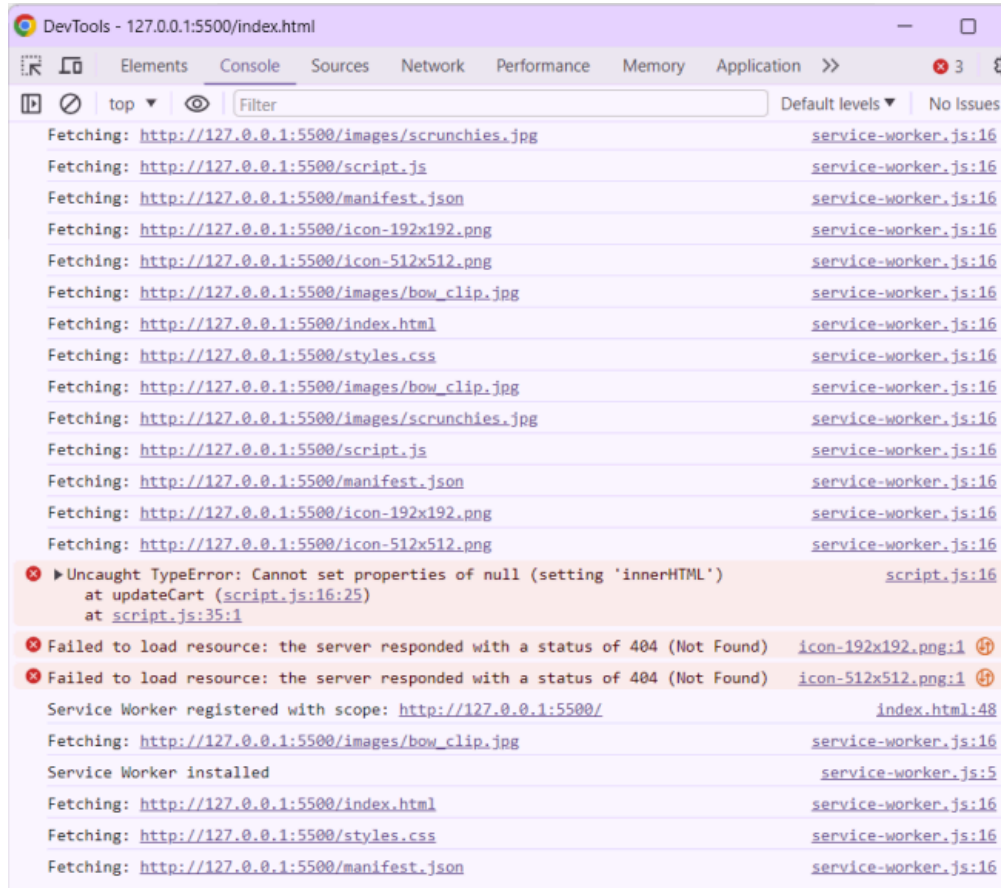 DevTools - 127.0.0.1:5500/index.html
Elements Console Sources Network Performance Memory Application 3
top Filter Default levels No Issues
Fetching: http://127.0.0.1:5500/images/scrunchies.jpg service-worker.js:16
Fetching: http://127.0.0.1:5500/script.js service-worker.js:16
Fetching: http://127.0.0.1:5500/manifest.json service-worker.js:16
Fetching: http://127.0.0.1:5500/icon-192x192.png service-worker.js:16
Fetching: http://127.0.0.1:5500/icon-512x512.png service-worker.js:16
Fetching: http://127.0.0.1:5500/images/bow_clip.jpg service-worker.js:16
Fetching: http://127.0.0.1:5500/index.html service-worker.js:16
Fetching: http://127.0.0.1:5500/styles.css service-worker.js:16
Fetching: http://127.0.0.1:5500/images/bow_clip.jpg service-worker.js:16
Fetching: http://127.0.0.1:5500/images/scrunchies.jpg service-worker.js:16
Fetching: http://127.0.0.1:5500/script.js service-worker.js:16
Fetching: http://127.0.0.1:5500/manifest.json service-worker.js:16
Fetching: http://127.0.0.1:5500/icon-192x192.png service-worker.js:16
Fetching: http://127.0.0.1:5500/icon-512x512.png service-worker.js:16
Uncaught TypeError: Cannot set properties of null (setting 'innerHTML') script.js:16
at updateCart (script.js:16:25)
at script.js:35:1
Failed to load resource: the server responded with a status of 404 (Not Found) icon-192x192.png:1
Failed to load resource: the server responded with a status of 404 (Not Found) icon-512x512.png:1
Service Worker registered with scope: http://127.0.0.1:5500/ index.html:48
Fetching: http://127.0.0.1:5500/images/bow_clip.jpg service-worker.js:16
Service Worker installed service-worker.js:5
Fetching: http://127.0.0.1:5500/index.html service-worker.js:16
Fetching: http://127.0.0.1:5500/styles.css service-worker.js:16
Fetching: http://127.0.0.1:5500/manifest.json service-worker.js:16